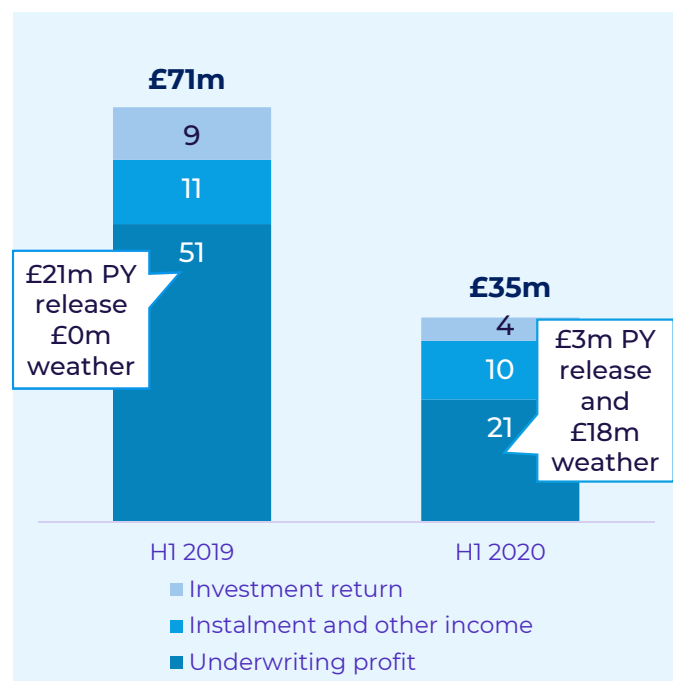 £71m
9
11
51
£21m PY
release
£0m
weather
£35m
4
10
21
£3m PY
release
and
£18m
weather
H1 2019
H1 2020
Investment return
Instalment and other income
Underwriting profit